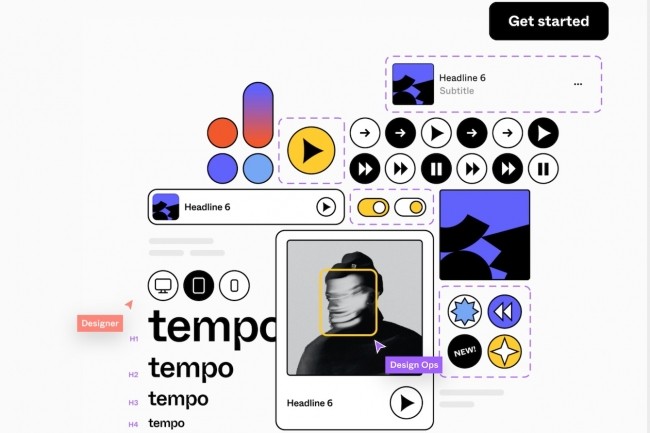 Get started
Headline 6
Subtitle
Headline 6
Designer
H1 tempo
H2 tempo
H3 tempo
H4 tempo
Design Ops
NEW!
Headline 6